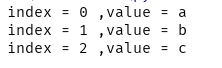 index = 0 ,value = a
index = 1 ,value = b
index = 2 ,value = c